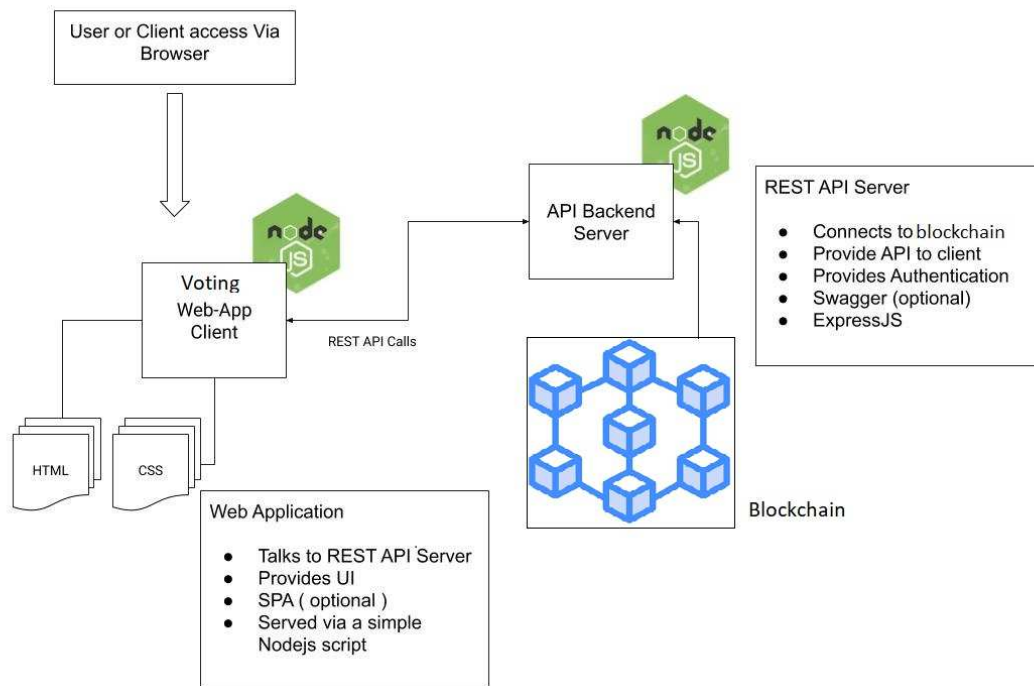 User or Client access Via
Browser
node
JS
API Backend
Server
REST API Server
● Connects to blockchain
● Provide API to client
● Provides Authentication
● Swagger (optional)
● ExpressJS
node
JS
Voting
Web-App
Client
REST API Calls
HTML
CSS
Blockchain
Web Application
● Talks to REST API Server
● Provides UI
● SPA ( optional )
● Served via a simple
Nodejs script